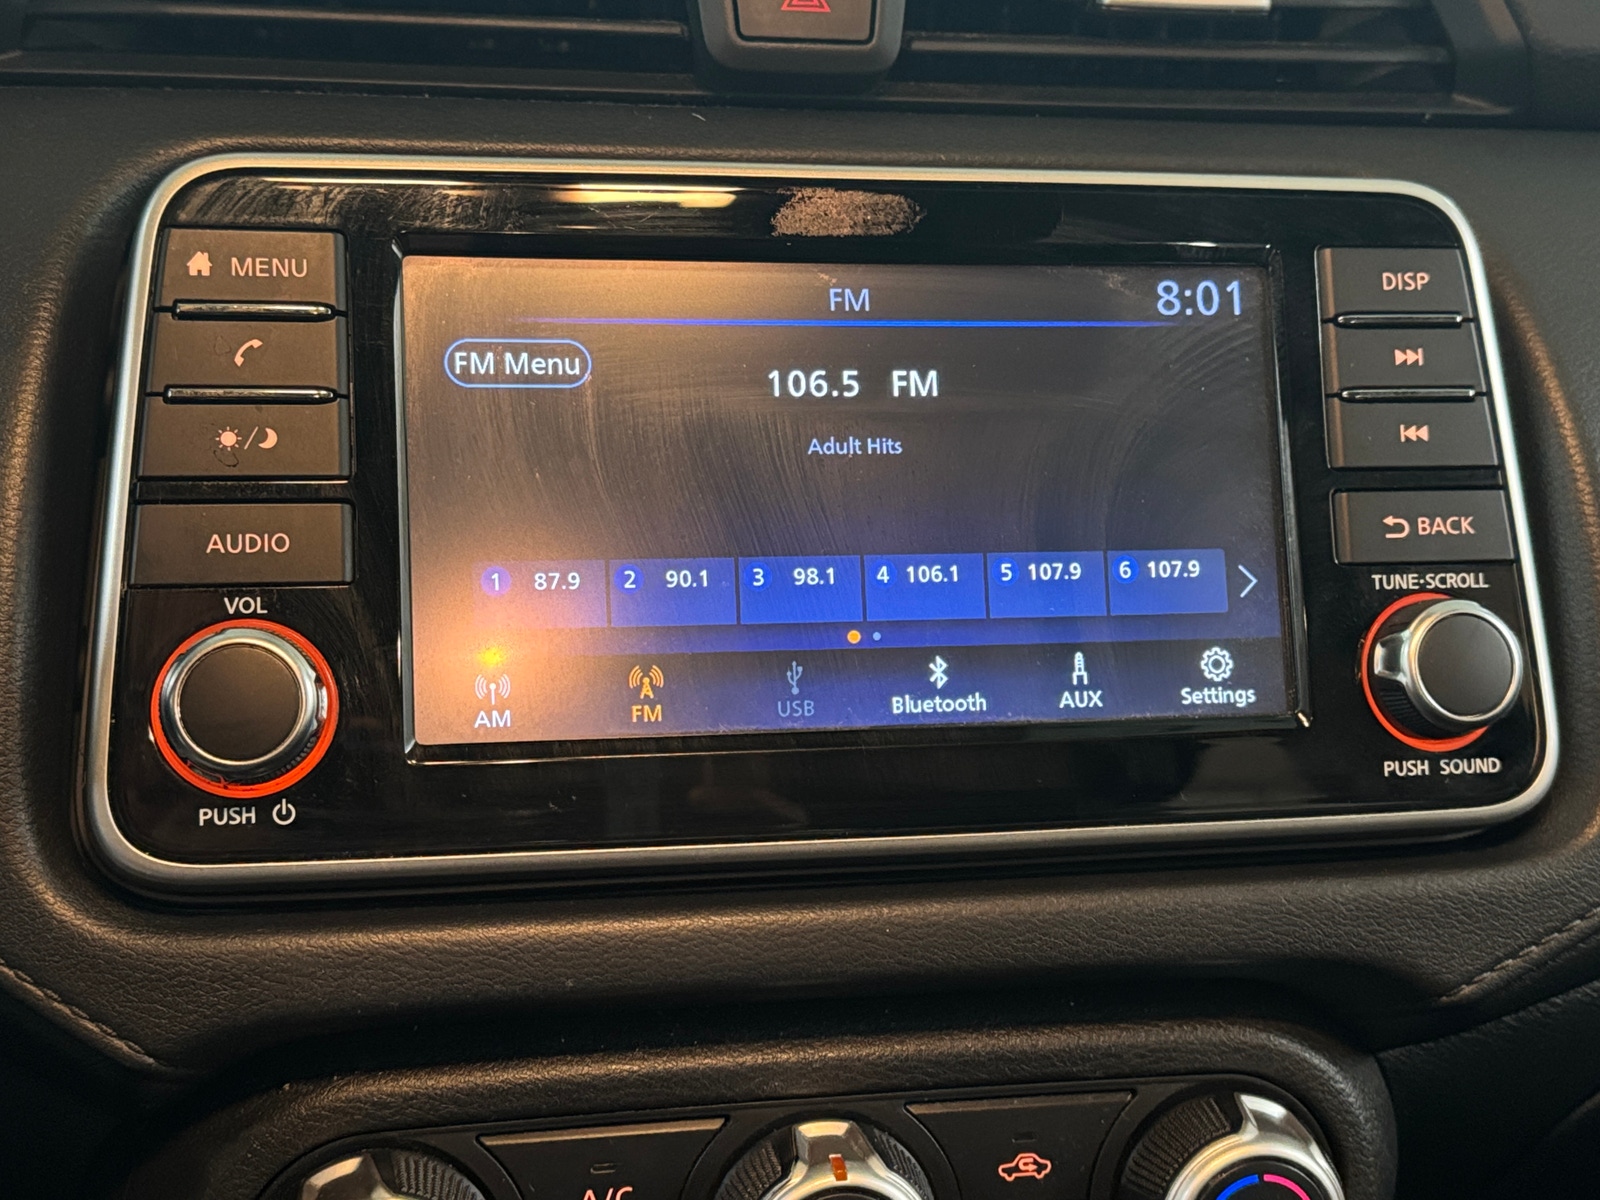 MENU
AUDIO
VOL
PUSH
FM
8:01
FM Menu
106.5 FM
Adult Hits
1 87.9 2 90.1 3 98.1 4 106.1 5 107.9 6 107.9
AM FM USB Bluetooth AUX Settings
DISP
BACK
TUNE·SCROLL
PUSH SOUND
A/C